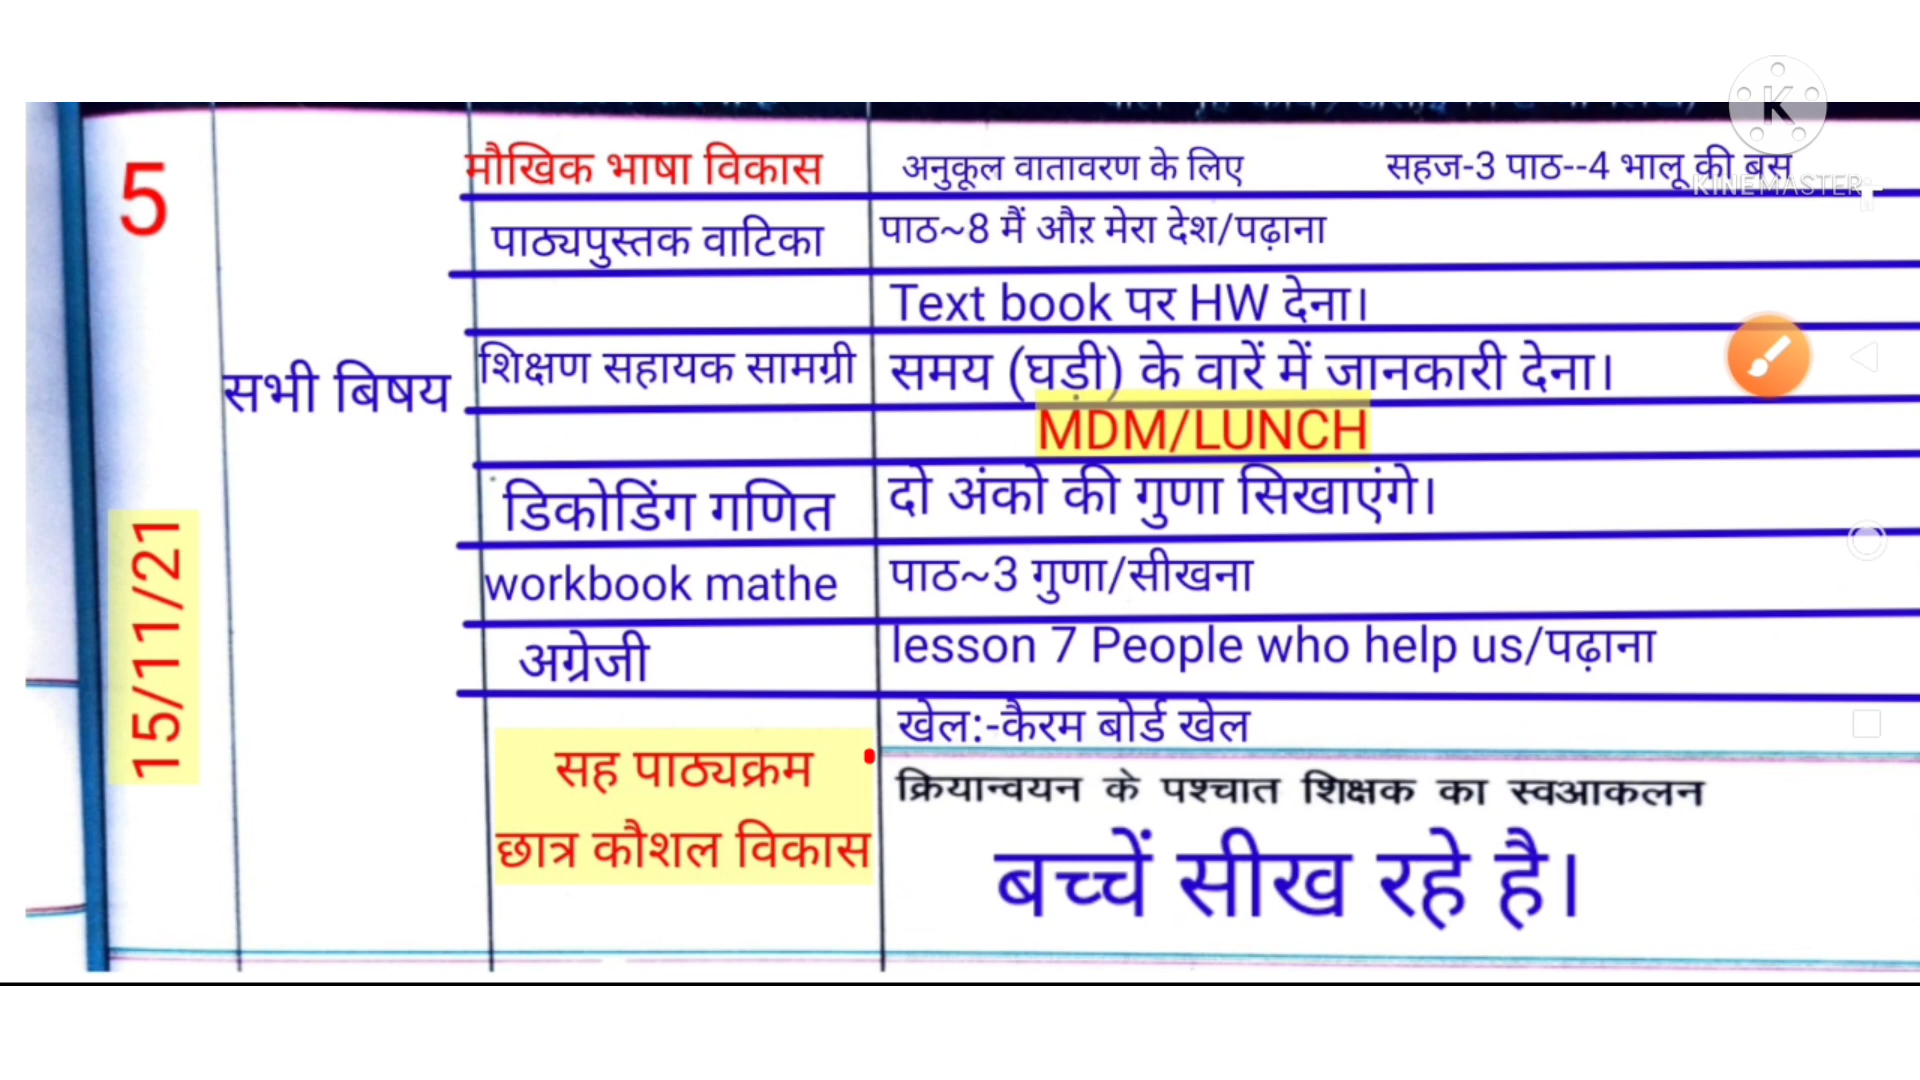 मौखिक भाषा विकास अनुकूल वातावरण के लिए सहज-3 पाठ--4 भालू की बस
KINEMASTER
5 पाठ्यपुस्तक वाटिका पाठ~8 मैं औऱ मेरा देश/पढ़ाना
Text book पर HW देना।
सभी बिषय शिक्षण सहायक सामग्री समय (घड़ी) के वारें में जानकारी देना।
MDM/LUNCH
डिकोडिंग गणित दो अंको की गुणा सिखाएंगे।
workbook mathe पाठ~3 गुणा/सीखना
15/11/21 अग्रेजी lesson 7 People who help us/पढ़ाना
खेल:-कैरम बोर्ड खेल
सह पाठ्यक्रम क्रियान्वयन के पश्चात शिक्षक का स्वआकलन
छात्र कौशल विकास बच्चें सीख रहे है।